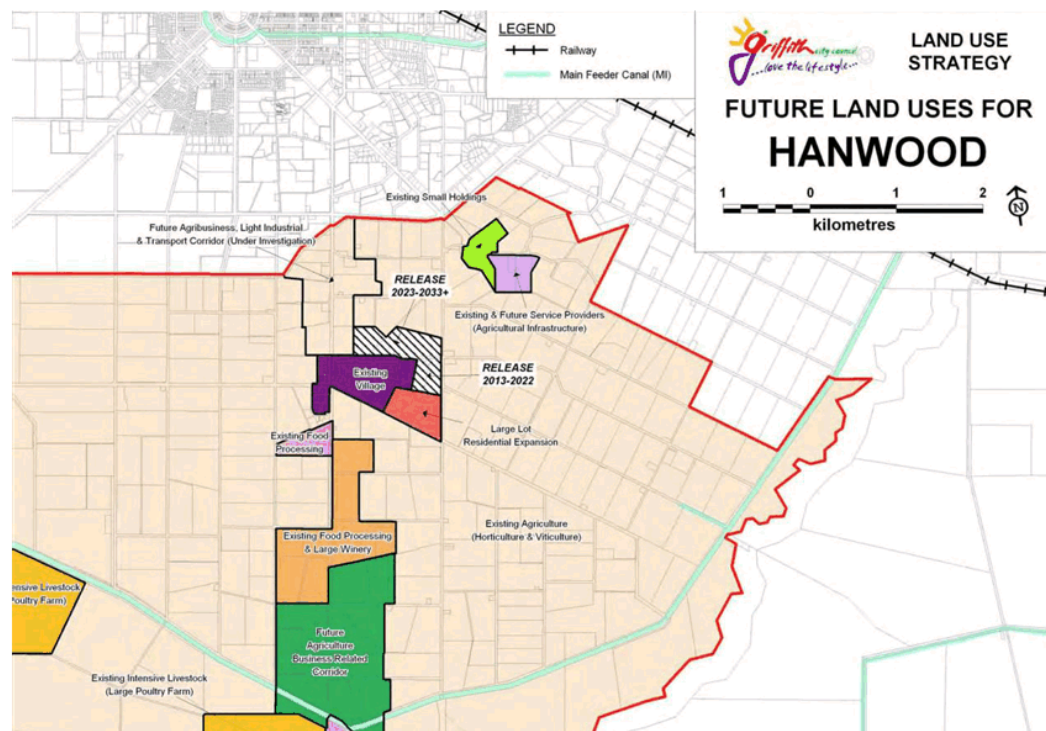 LEGEND
Railway
Main Feeder Canal (MI)
griffith city council
...love the lifestyle...
LAND USE
STRATEGY
FUTURE LAND USES FOR
HANWOOD
1 0 1 2
kilometres
N
Existing Small Holdings
Future Agribusiness, Light Industrial
& Transport Corridor (Under Investigation)
RELEASE
2023-2033+
Existing & Future Service Providers
(Agricultural Infrastructure)
RELEASE
2013-2022
Existing
Village
Large Lot
Residential Expansion
Existing Food
Processing
Existing Agriculture
(Horticulture & Viticulture)
Existing Food Processing
& Large Winery
ensive Livestock
Poultry Farm)
Future
Agriculture
Business Related
Corridor
Existing Intensive Livestock
(Large Poultry Farm)